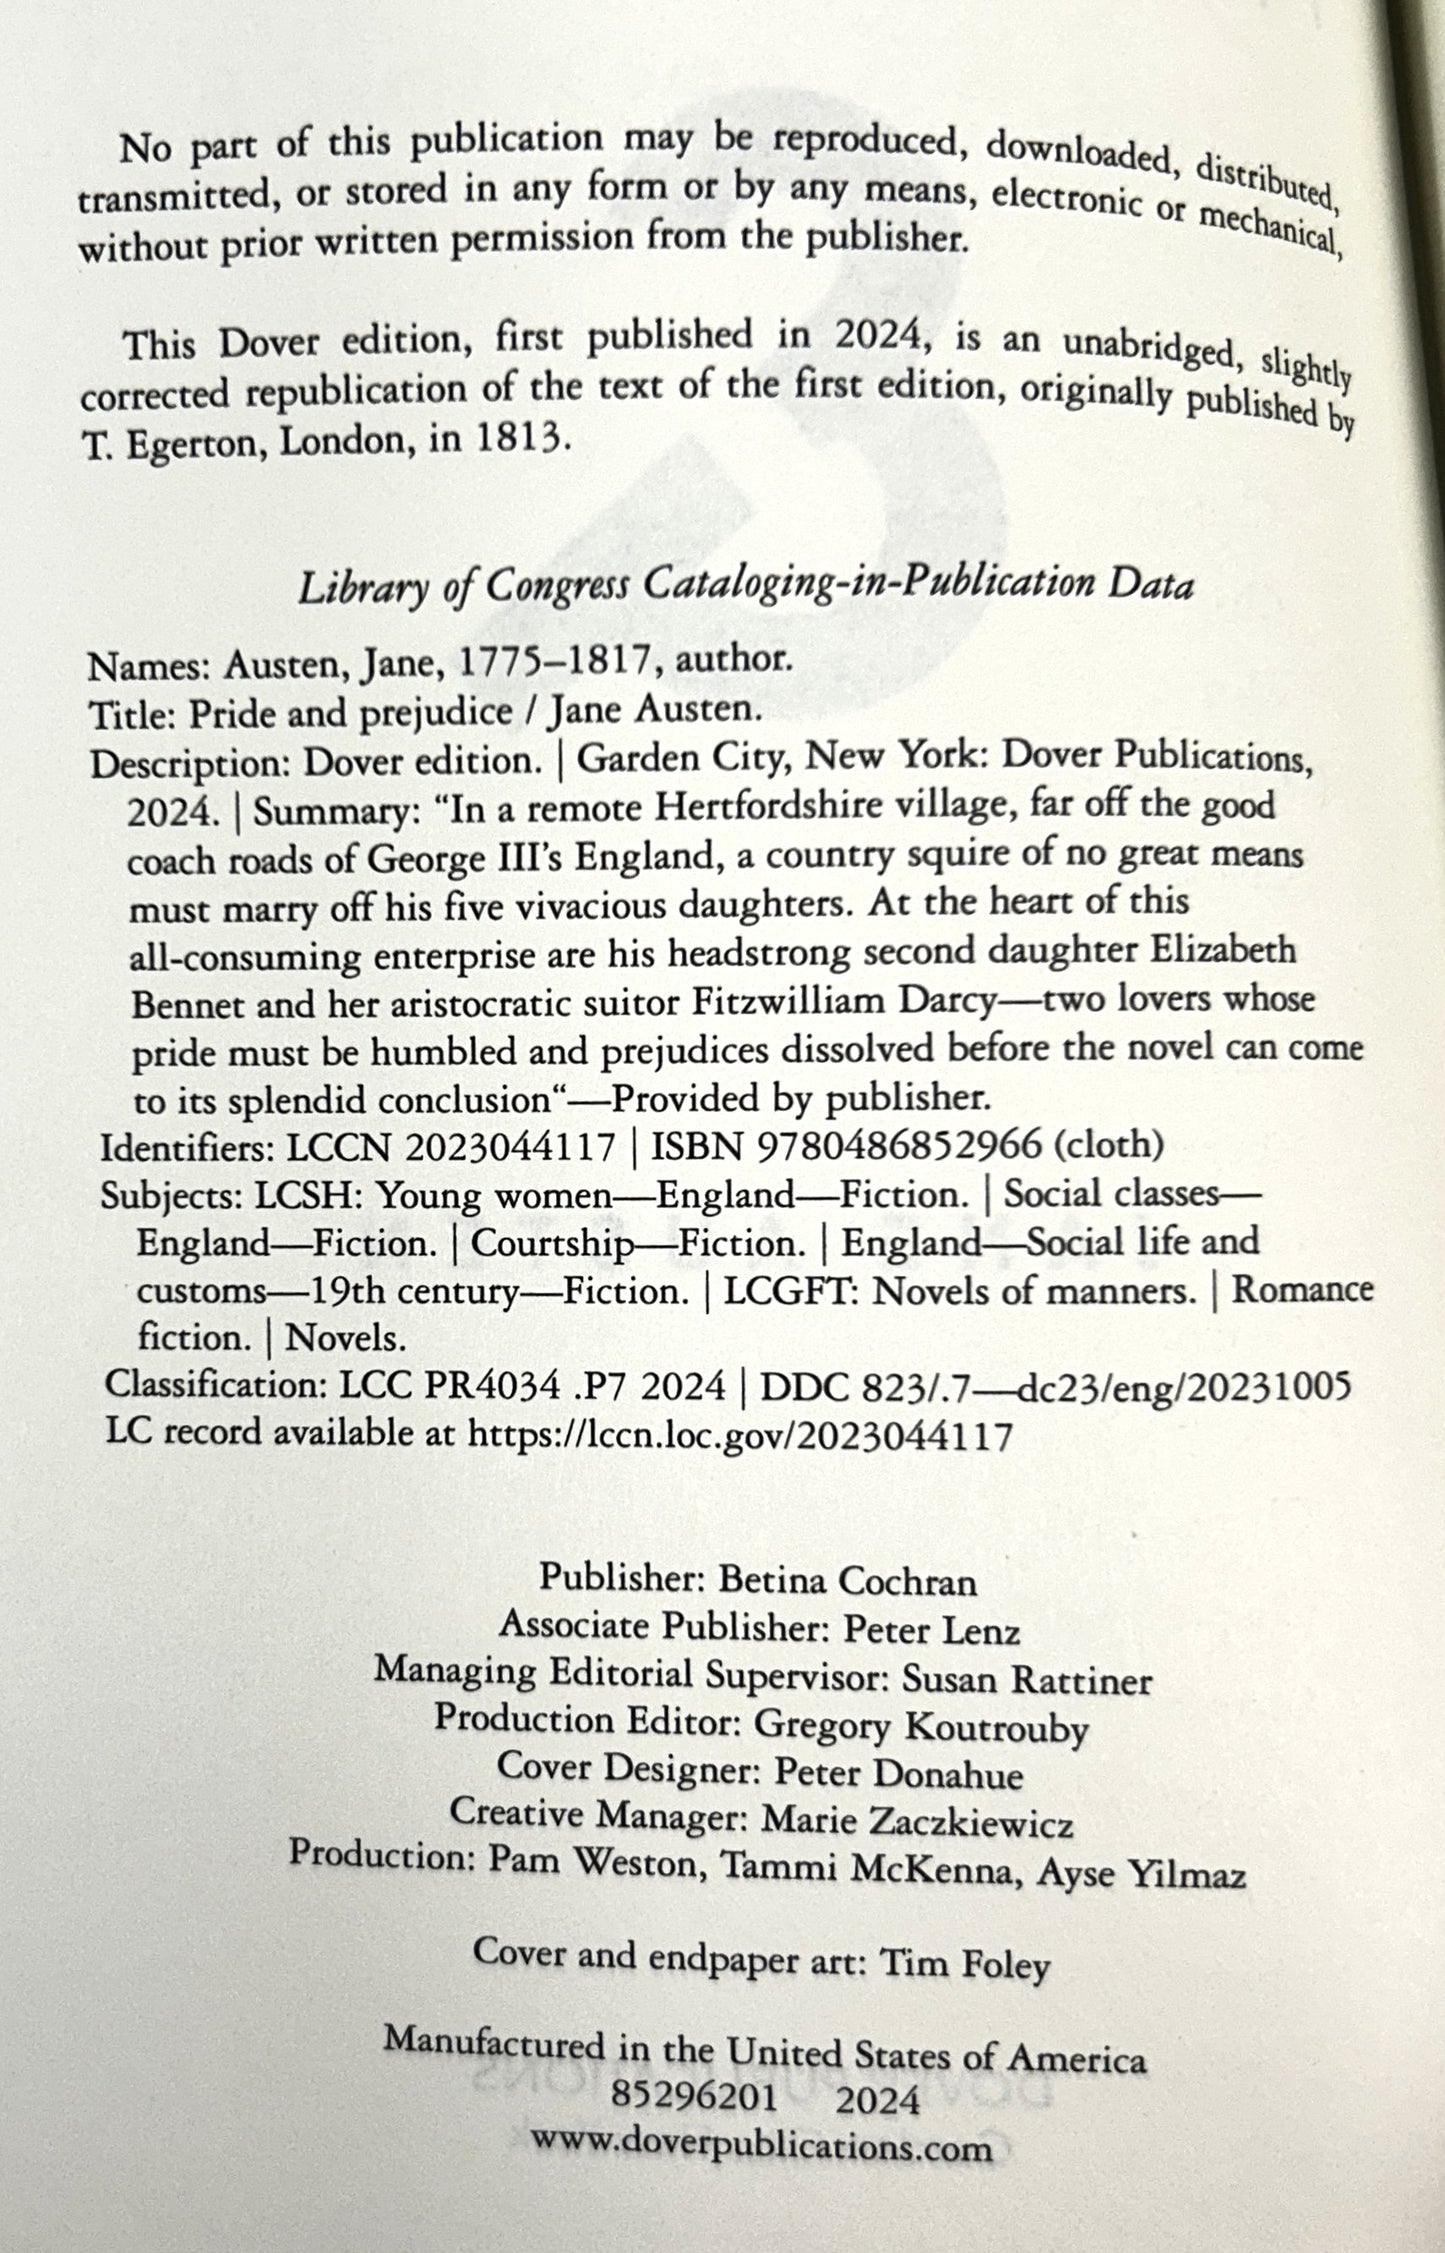 No part of this publication may be reproduced, downloaded, distributed,
transmitted, or stored in any form or by any means, electronic or mechanical,
without prior written permission from the publisher.
This Dover edition, first published in 2024, is an unabridged, slightly
corrected republication of the text of the first edition, originally published by
T. Egerton, London, in 1813.
Library of Congress Cataloging-in-Publication Data
Names: Austen, Jane, 1775–1817, author.
Title: Pride and prejudice / Jane Austen.
Description: Dover edition. | Garden City, New York: Dover Publications,
2024. | Summary: “In a remote Hertfordshire village, far off the good
coach roads of George III’s England, a country squire of no great means
must marry off his five vivacious daughters. At the heart of this
all-consuming enterprise are his headstrong second daughter Elizabeth
Bennet and her aristocratic suitor Fitzwilliam Darcy—two lovers whose
pride must be humbled and prejudices dissolved before the novel can come
to its splendid conclusion“—Provided by publisher.
Identifiers: LCCN 2023044117 | ISBN 9780486852966 (cloth)
Subjects: LCSH: Young women—England—Fiction. | Social classes—
England—Fiction. | Courtship—Fiction. | England—Social life and
customs—19th century—Fiction. | LCGFT: Novels of manners. | Romance
fiction. | Novels.
Classification: LCC PR4034 .P7 2024 | DDC 823/.7—dc23/eng/20231005
LC record available at https://lccn.loc.gov/2023044117
Publisher: Betina Cochran
Associate Publisher: Peter Lenz
Managing Editorial Supervisor: Susan Rattiner
Production Editor: Gregory Koutrouby
Cover Designer: Peter Donahue
Creative Manager: Marie Zaczkiewicz
Production: Pam Weston, Tammi McKenna, Ayse Yilmaz
Cover and endpaper art: Tim Foley
Manufactured in the United States of America
85296201 2024
www.doverpublications.com